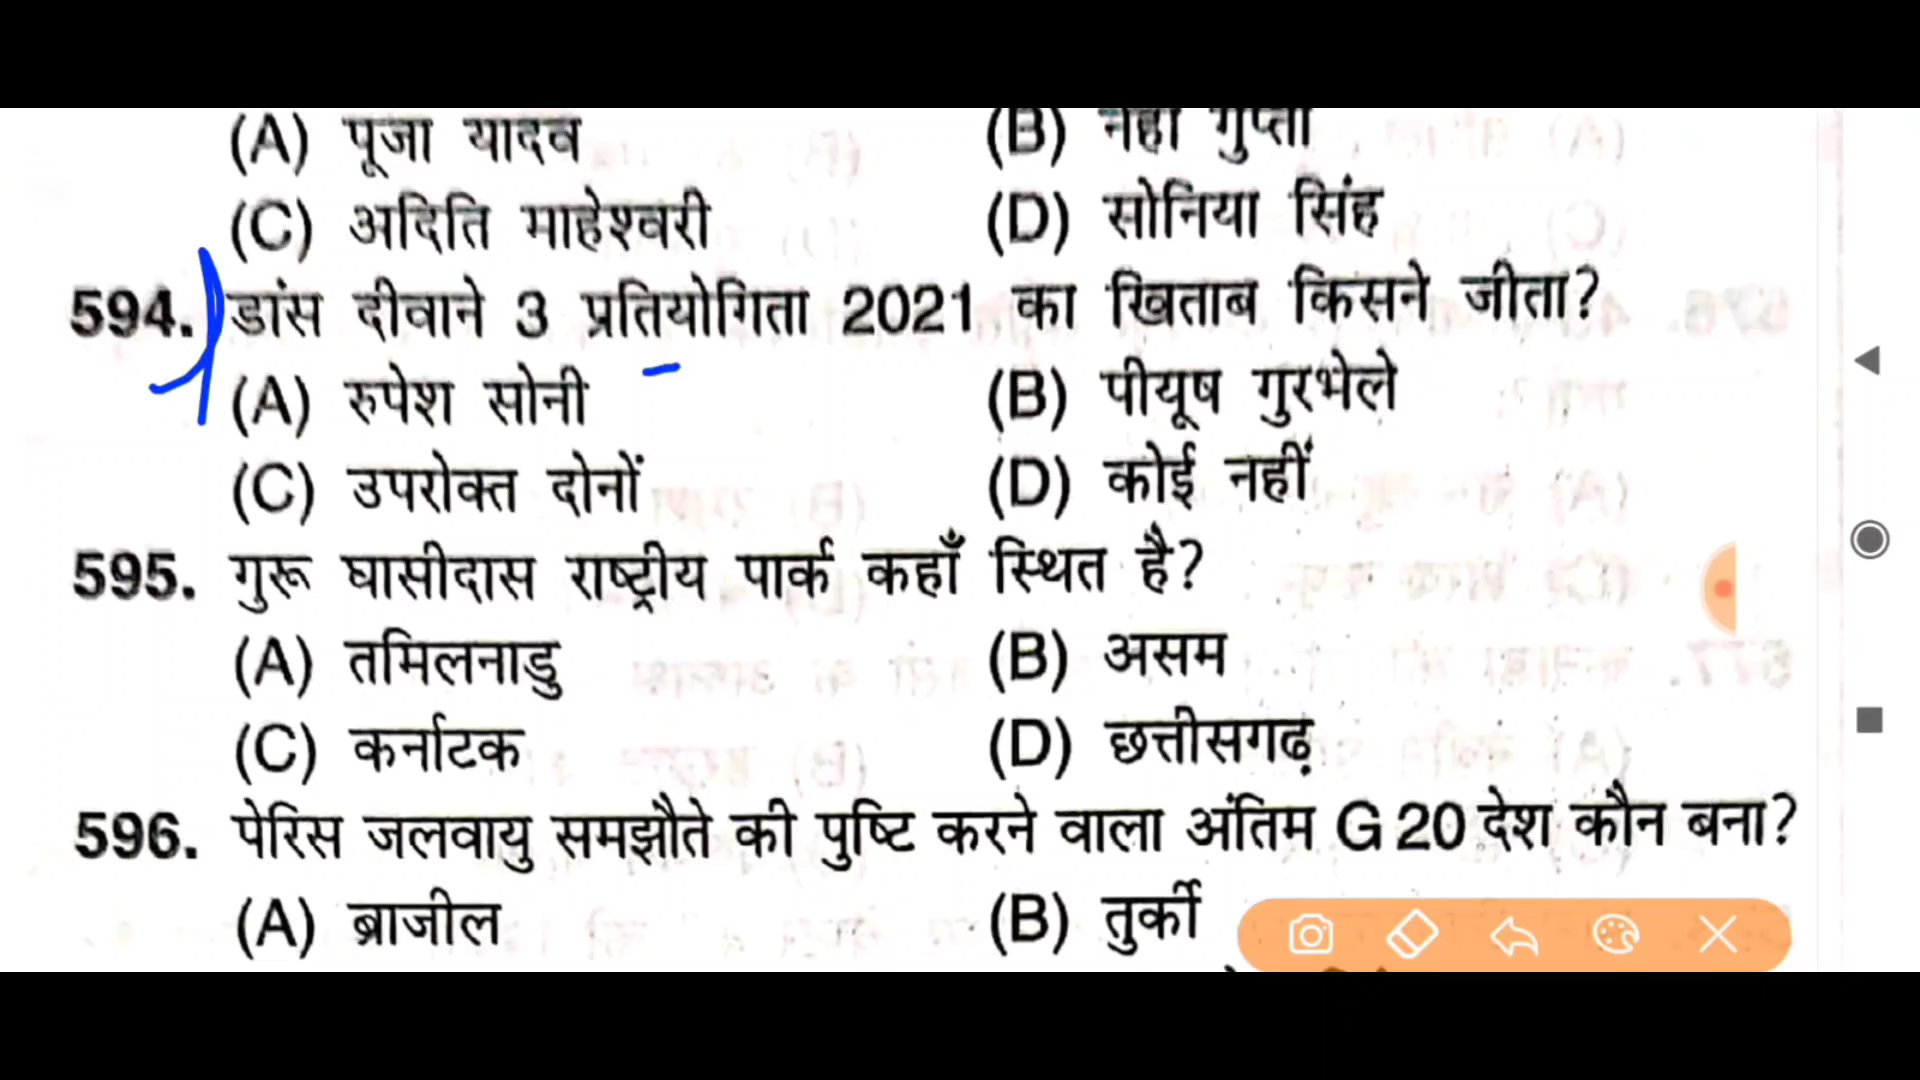 (A) पूजा यादव (B) नेहा गुप्ता
(C) अदिति माहेश्वरी (D) सोनिया सिंह
594. डांस दीवाने 3 प्रतियोगिता 2021 का खिताब किसने जीता?
(A) रुपेश सोनी (B) पीयूष गुरभेले
(C) उपरोक्त दोनों (D) कोई नहीं
595. गुरू घासीदास राष्ट्रीय पार्क कहाँ स्थित है?
(A) तमिलनाडु (B) असम
(C) कर्नाटक (D) छत्तीसगढ़
596. पेरिस जलवायु समझौते की पुष्टि करने वाला अंतिम G 20 देश कौन बना?
(A) ब्राजील (B) तुर्की